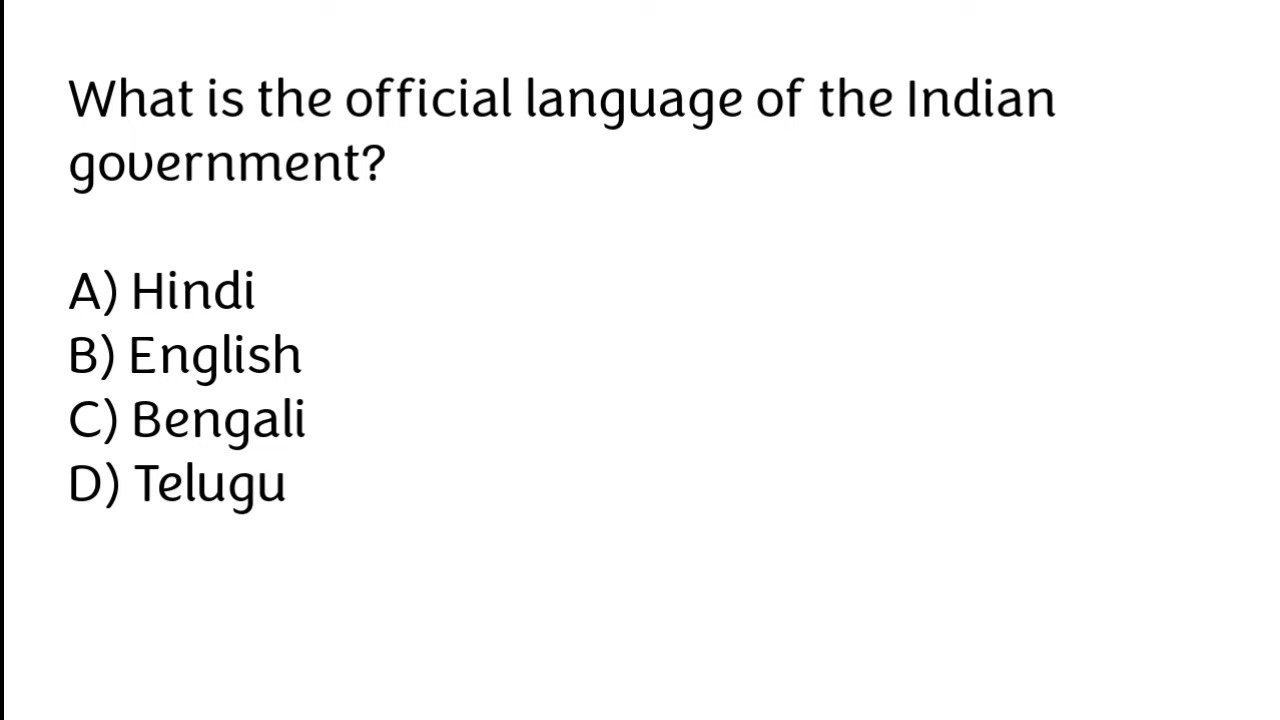 What is the official language of the Indian
government?
A) Hindi
B) English
C) Bengali
D) Telugu